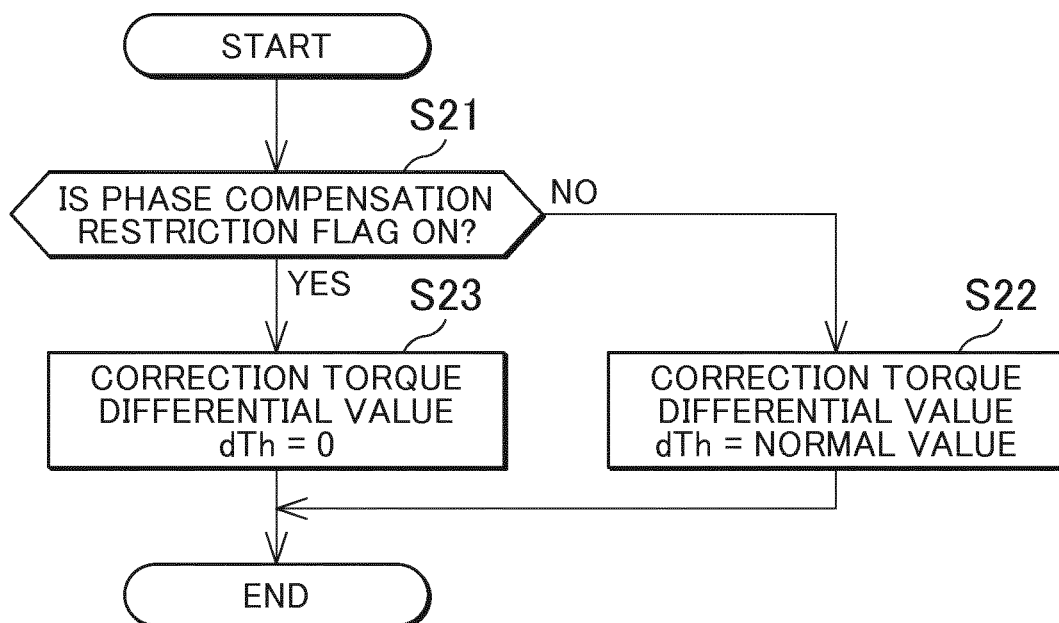 START
S21
IS PHASE COMPENSATION
RESTRICTION FLAG ON?
NO
YES
S23
CORRECTION TORQUE
DIFFERENTIAL VALUE
dTh = 0
S22
CORRECTION TORQUE
DIFFERENTIAL VALUE
dTh = NORMAL VALUE
END